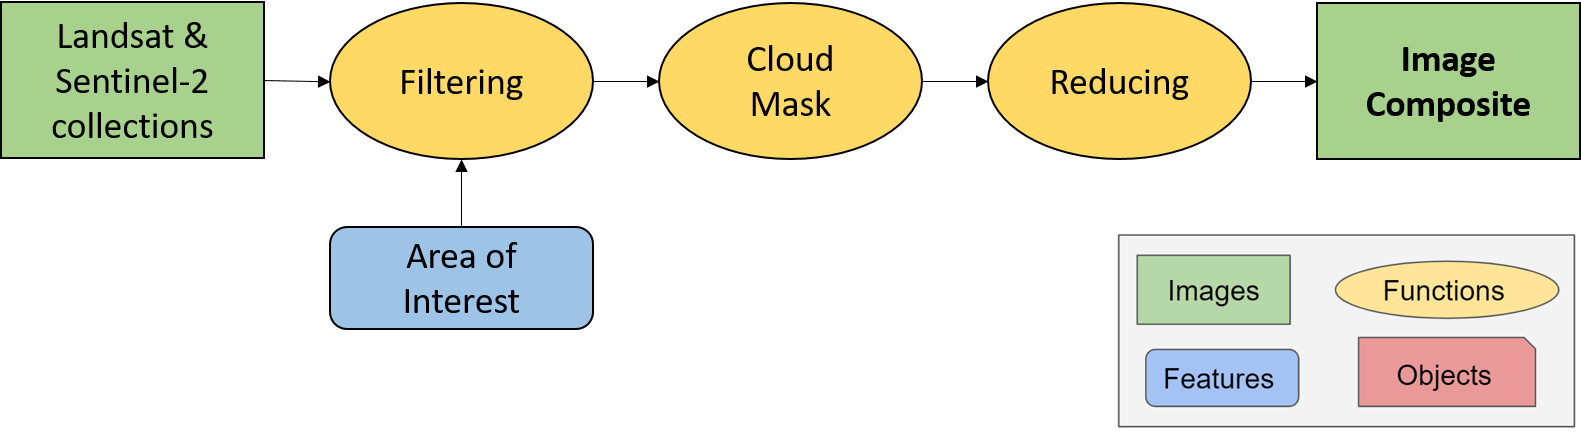 Landsat &
Sentinel-2
collections
Filtering
Cloud
Mask
Reducing
Image
Composite
Area of
Interest
Images
Functions
Features
Objects